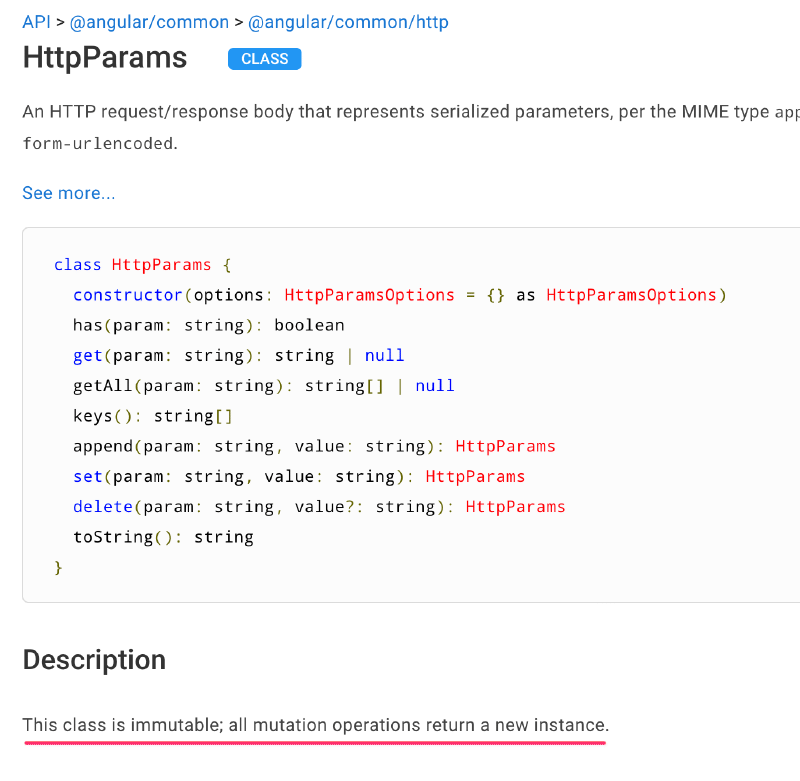 API > @angular/common > @angular/common/http
HttpParams CLASS
An HTTP request/response body that represents serialized parameters, per the MIME type app
form-urlencoded.
See more...
class HttpParams {
constructor(options: HttpParamsOptions = {} as HttpParamsOptions)
has(param: string): boolean
get(param: string): string | null
getAll(param: string): string[] | null
keys(): string[]
append(param: string, value: string): HttpParams
set(param: string, value: string): HttpParams
delete(param: string, value?: string): HttpParams
toString(): string
}
Description
This class is immutable; all mutation operations return a new instance.